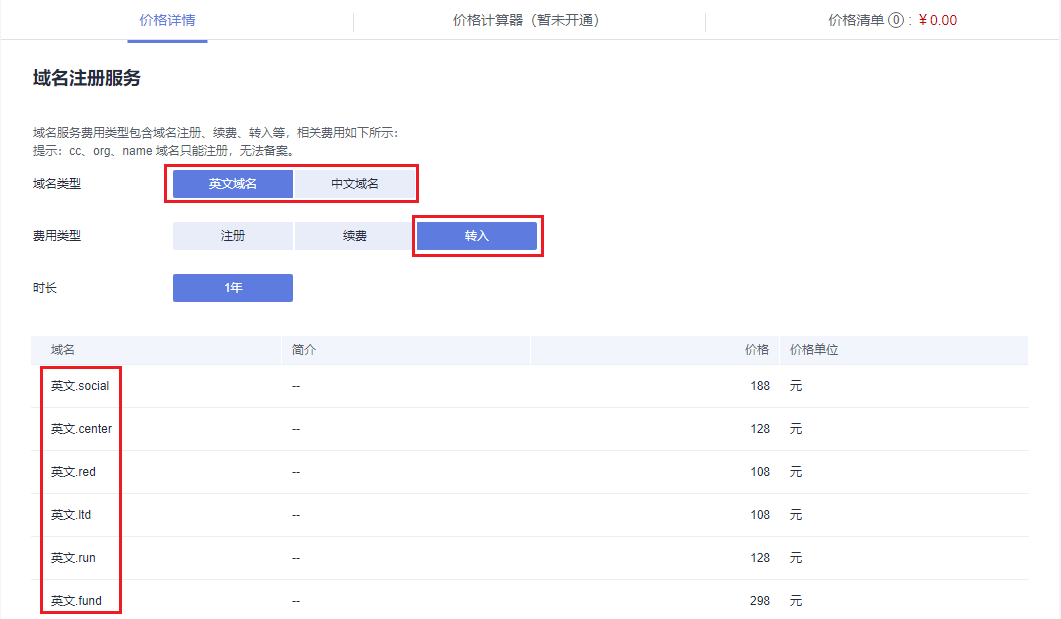 价格详情 价格计算器（暂未开通） 价格清单 0 : ¥ 0.00
域名注册服务
域名服务费用类型包含域名注册、续费、转入等，相关费用如下所示：
提示：cc、org、name 域名只能注册，无法备案。
域名类型 英文域名 中文域名
费用类型 注册 续费 转入
时长 1年
域名 简介 价格 价格单位
英文.social -- 188 元
英文.center -- 128 元
英文.red -- 108 元
英文.ltd -- 108 元
英文.run -- 128 元
英文.fund -- 298 元